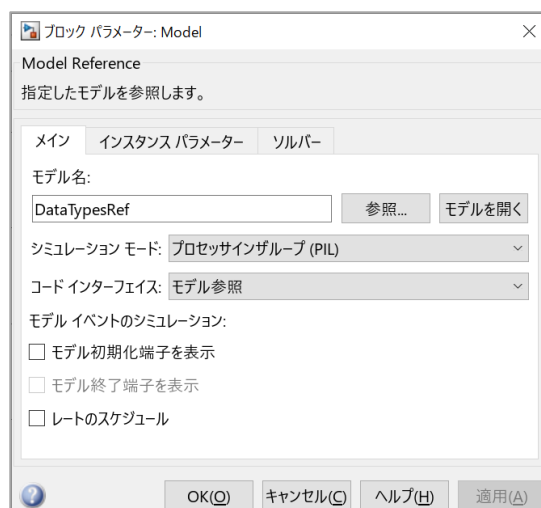 ブロック パラメーター: Model
Model Reference
指定したモデルを参照します。
メイン インスタンス パラメーター ソルバー
モデル名:
DataTypesRef 参照... モデルを開く
シミュレーション モード: プロセッサインザループ (PIL)
コード インターフェイス: モデル参照
モデル イベントのシミュレーション:
モデル初期化端子を表示
モデル終了端子を表示
レートのスケジュール
OK(O) キャンセル(C) ヘルプ(H) 適用(A)